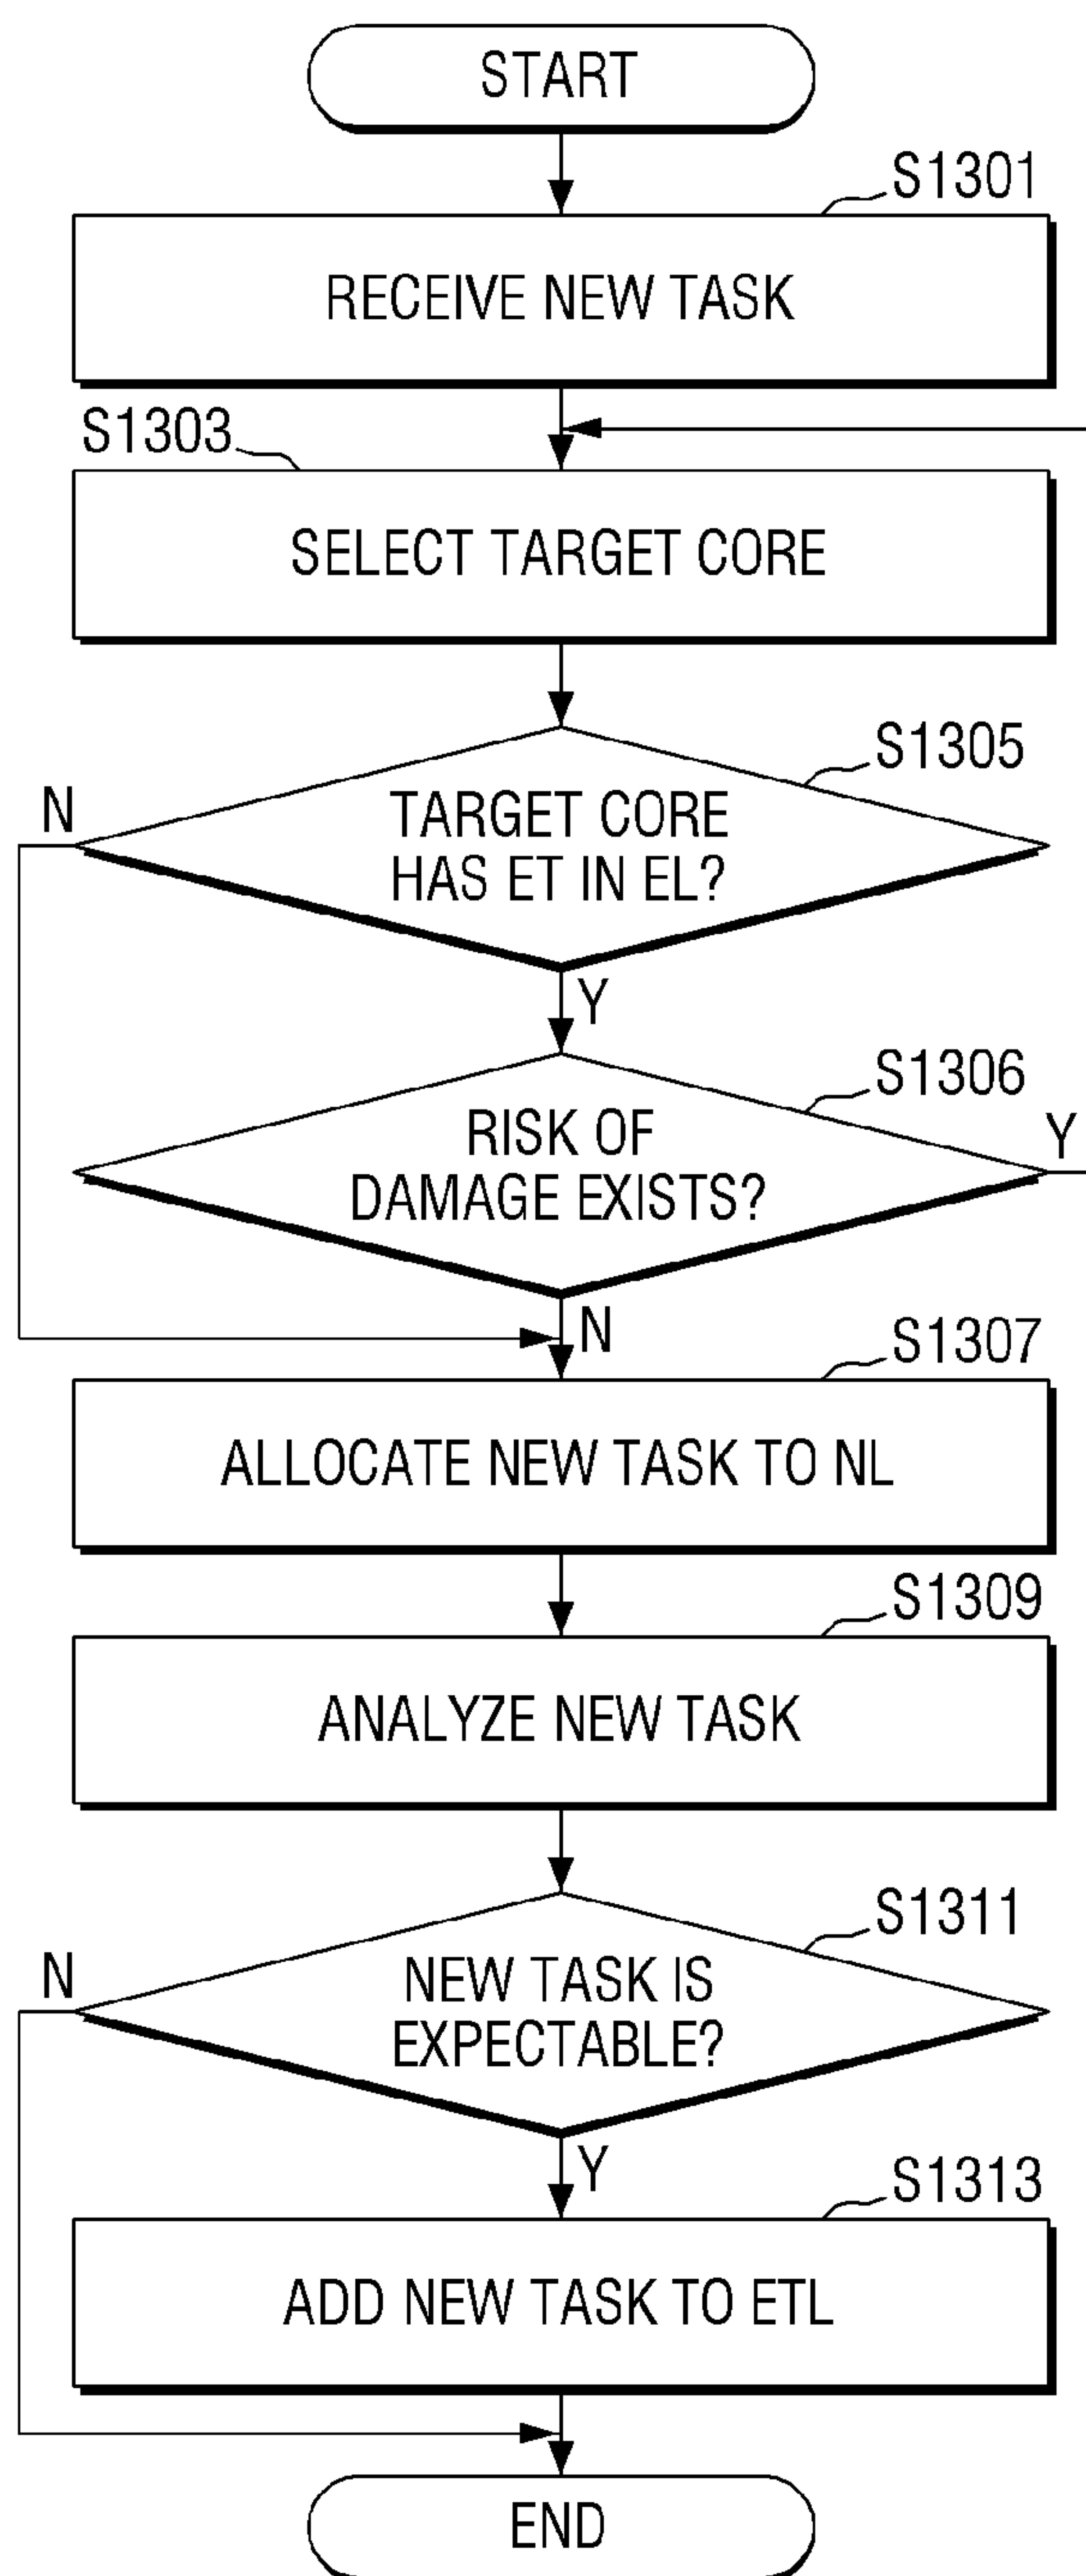 START
S1301
RECEIVE NEW TASK
S1303
SELECT TARGET CORE
S1305
N
TARGET CORE
HAS ET IN EL?
Y
S1306
RISK OF
DAMAGE EXISTS?
Y
N
S1307
ALLOCATE NEW TASK TO NL
S1309
ANALYZE NEW TASK
S1311
N
NEW TASK IS
EXPECTABLE?
Y
S1313
ADD NEW TASK TO ETL
END